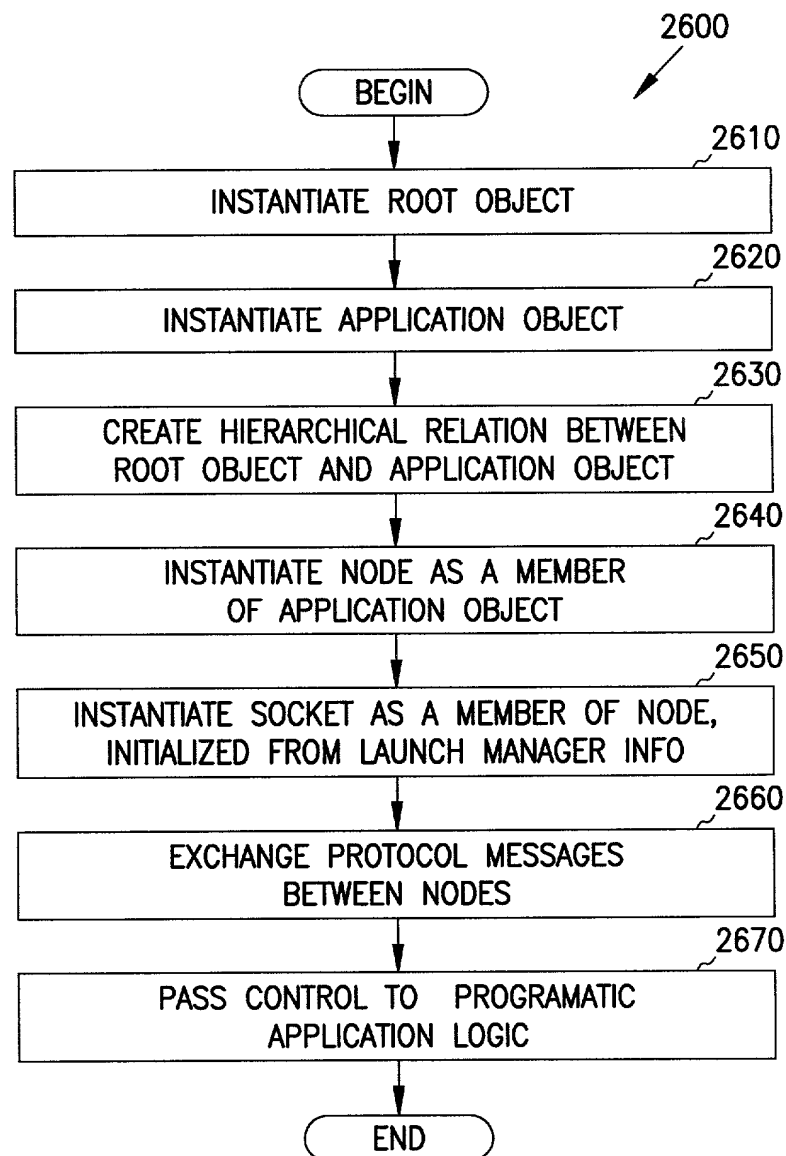 2600
BEGIN
2610
INSTANTIATE ROOT OBJECT
2620
INSTANTIATE APPLICATION OBJECT
2630
CREATE HIERARCHICAL RELATION BETWEEN
ROOT OBJECT AND APPLICATION OBJECT
2640
INSTANTIATE NODE AS A MEMBER
OF APPLICATION OBJECT
2650
INSTANTIATE SOCKET AS A MEMBER OF NODE,
INITIALIZED FROM LAUNCH MANAGER INFO
2660
EXCHANGE PROTOCOL MESSAGES
BETWEEN NODES
2670
PASS CONTROL TO PROGRAMATIC
APPLICATION LOGIC
END